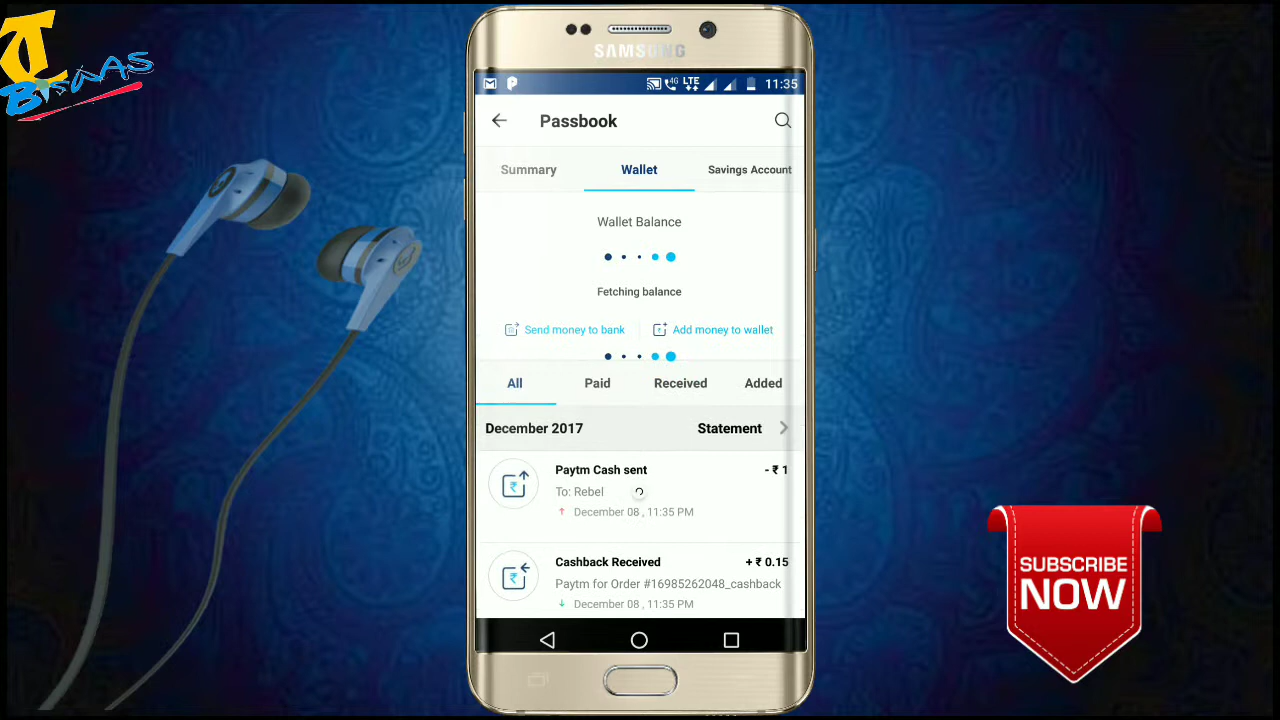 SAMSUNG
4G LTE 11:35
Passbook
Summary Wallet Savings Account
Wallet Balance
Fetching balance
Send money to bank Add money to wallet
All Paid Received Added
December 2017 Statement
Paytm Cash sent - ₹ 1
To: Rebel
December 08 , 11:35 PM
Cashback Received + ₹ 0.15
Paytm for Order #16985262048_cashback
December 08 , 11:35 PM
SUBSCRIBE
NOW